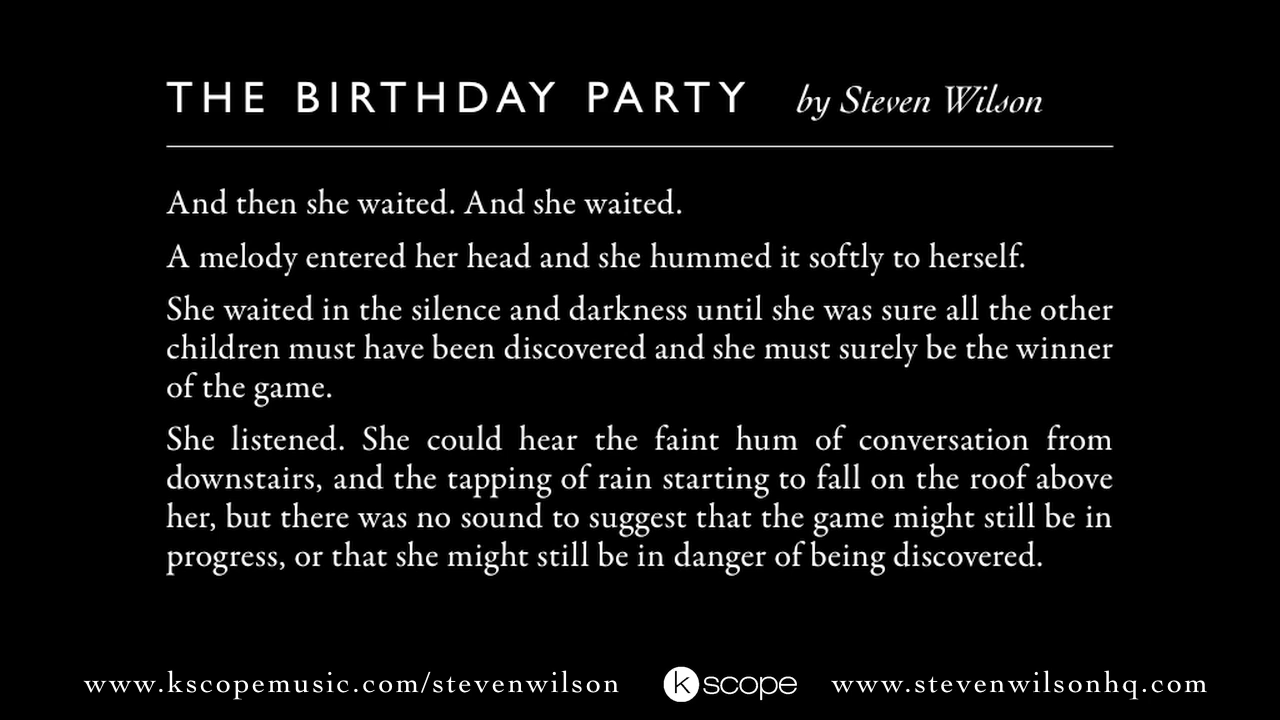 THE BIRTHDAY PARTY by Steven Wilson
And then she waited. And she waited.
A melody entered her head and she hummed it softly to herself.
She waited in the silence and darkness until she was sure all the other
children must have been discovered and she must surely be the winner
of the game.
She listened. She could hear the faint hum of conversation from
downstairs, and the tapping of rain starting to fall on the roof above
her, but there was no sound to suggest that the game might still be in
progress, or that she might still be in danger of being discovered.
www.kscopemusic.com/stevenwilson kscope www.stevenwilsonhq.com